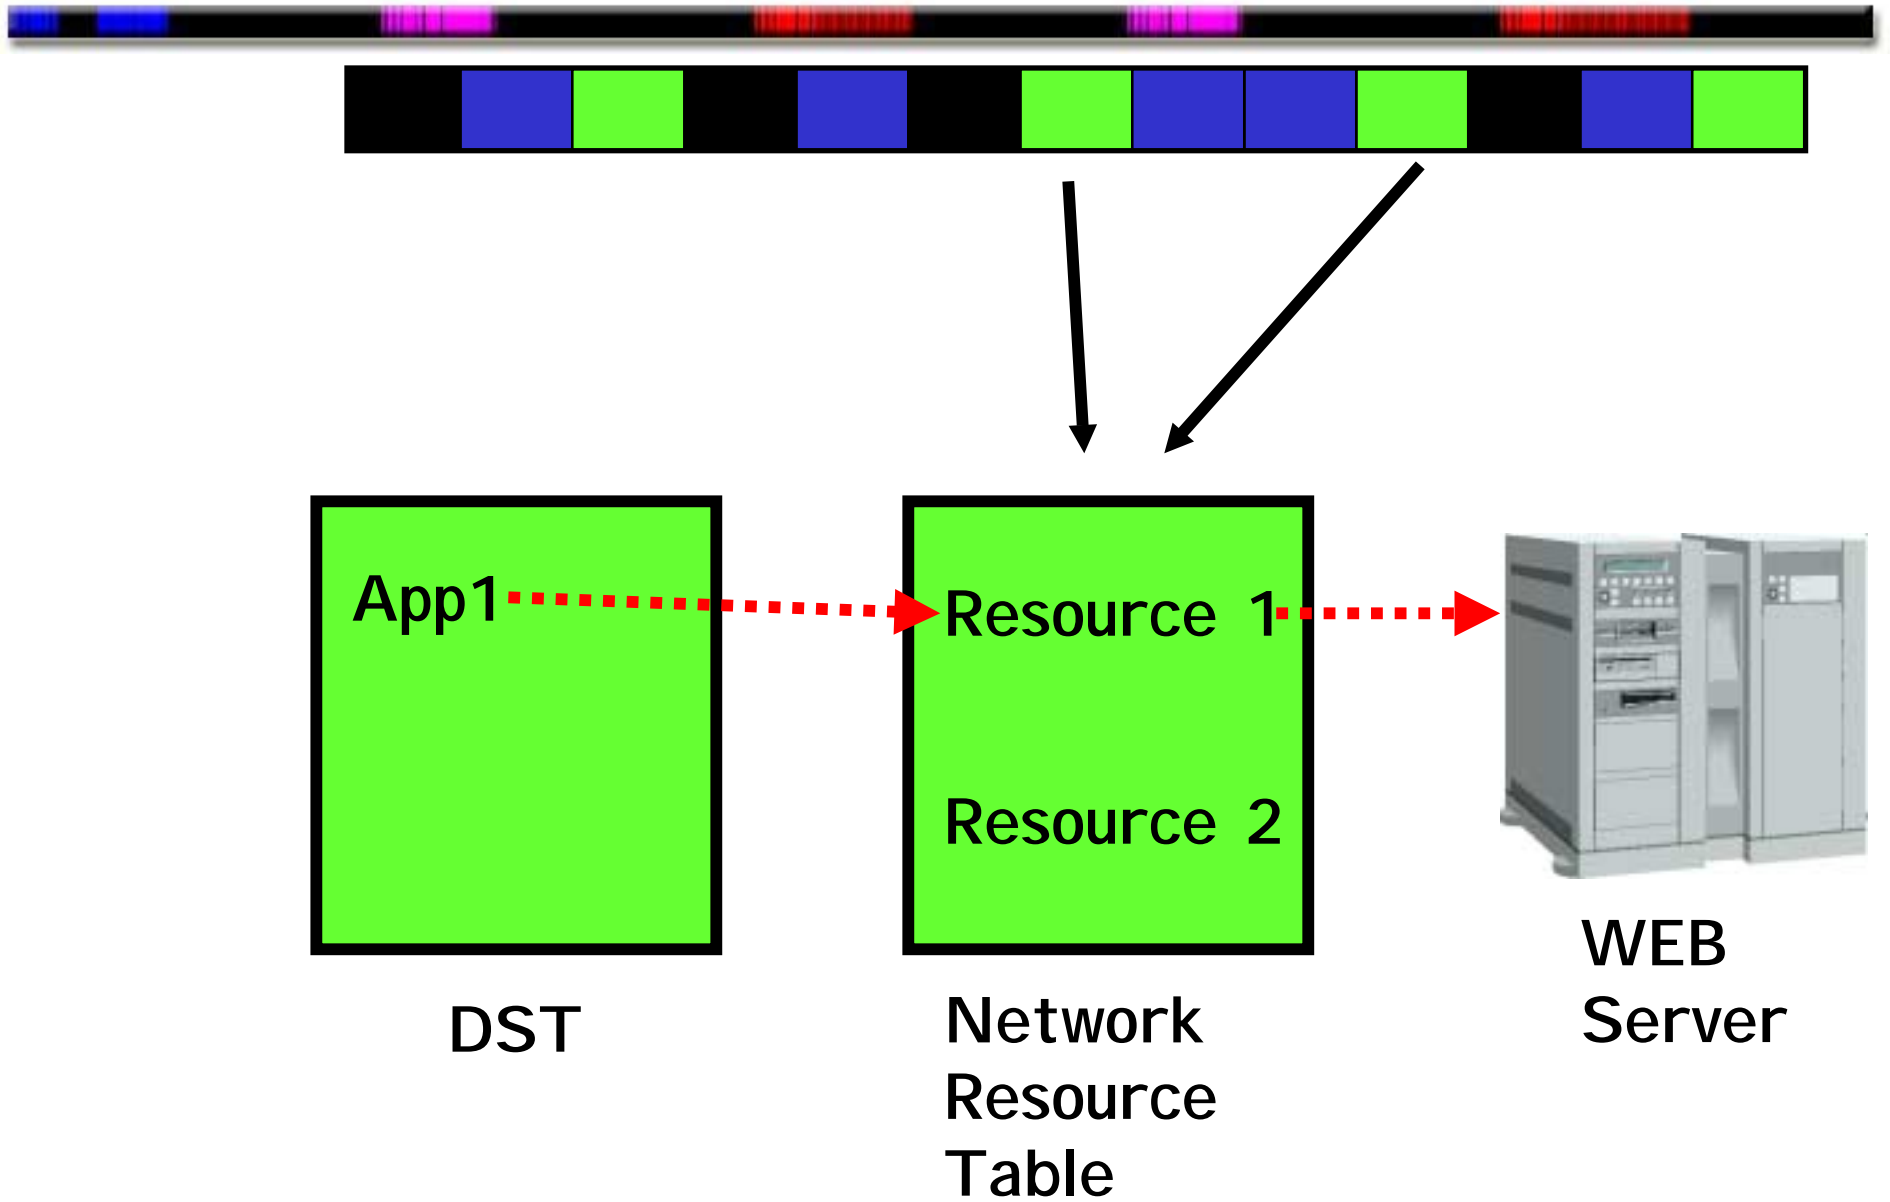 App1
Resource 1
Resource 2
DST
Network
Resource
Table
WEB
Server